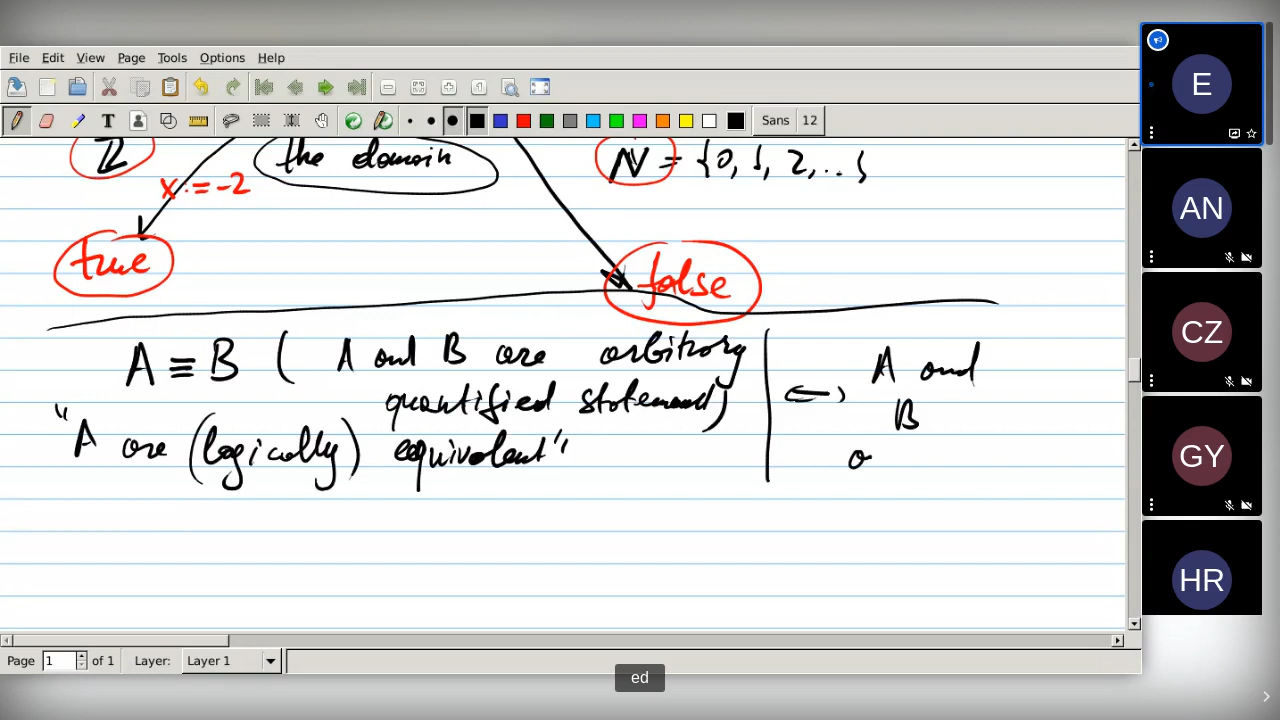 File Edit View Page Tools Options Help
Sans 12
ℤ
the domain
ℕ = {0, 1, 2, ...}
x := -2
true
false
A ≡ B ( A and B are arbitrary
quantified statement)
"A are (logically) equivalent"
A and
B
a
Page 1 of 1 Layer: Layer 1
ed
E
AN
CZ
GY
HR